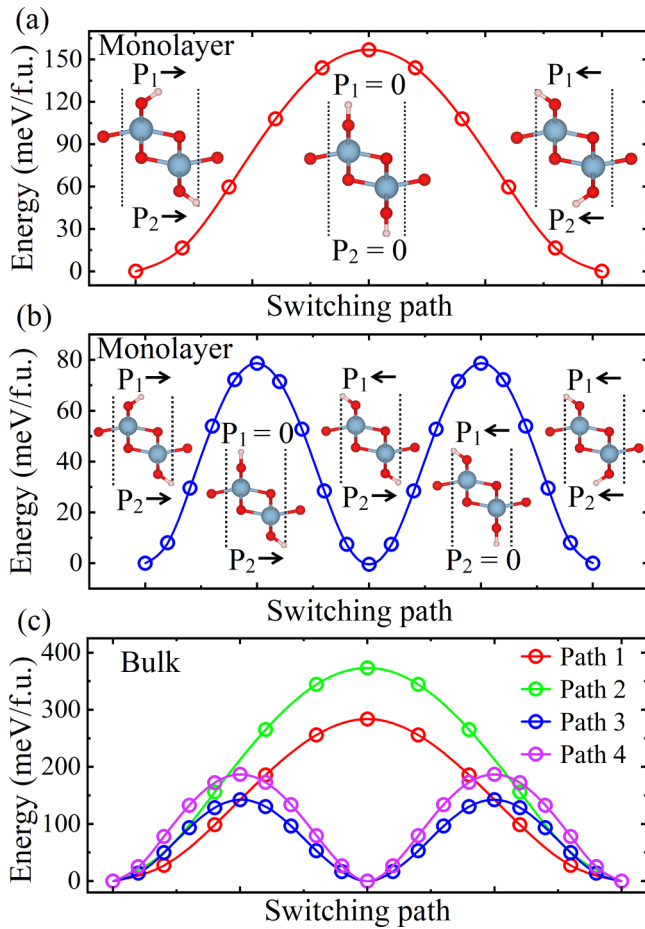 (a)
Monolayer
P1→ P1 = 0 P1←
P2→ P2 = 0 P2←
150
120
90
60
30
0
Energy (meV/f.u.)
Switching path
(b)
Monolayer
P1→ P1← P1←
P1 = 0 P1←
P2→ P2→ P2←
P2→ P2 = 0
80
60
40
20
0
Energy (meV/f.u.)
Switching path
(c)
Bulk
Path 1
Path 2
Path 3
Path 4
400
300
200
100
0
Energy (meV/f.u.)
Switching path